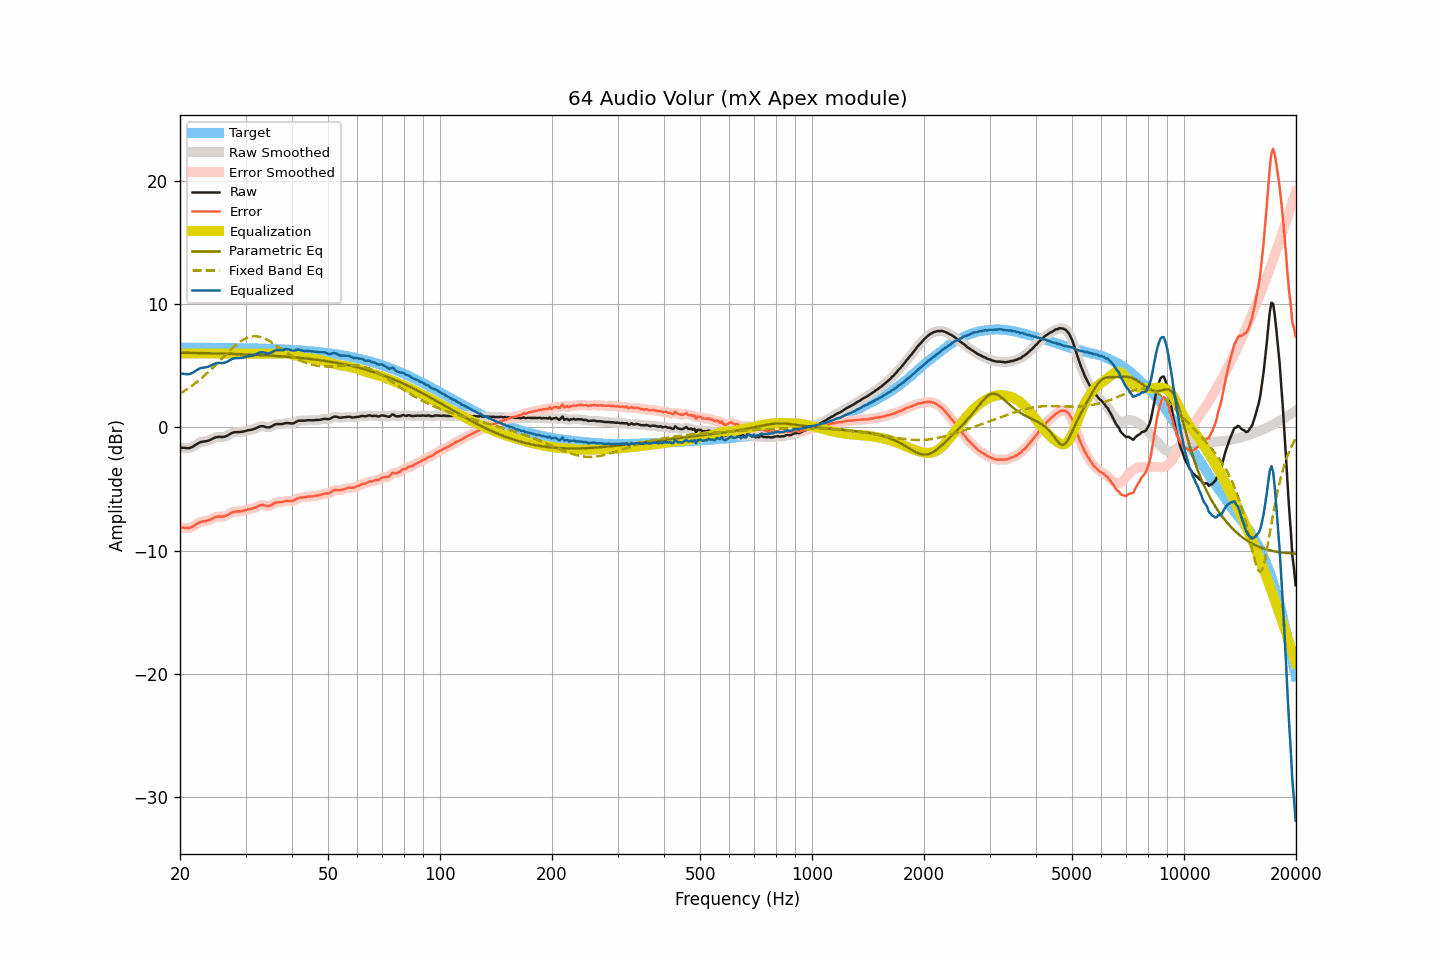 64 Audio Volur (mX Apex module)
Target
Raw Smoothed
Error Smoothed
Raw
Error
Equalization
Parametric Eq
Fixed Band Eq
Equalized
Amplitude (dBr)
20
10
0
−10
−20
−30
20 50 100 200 500 1000 2000 5000 10000 20000
Frequency (Hz)